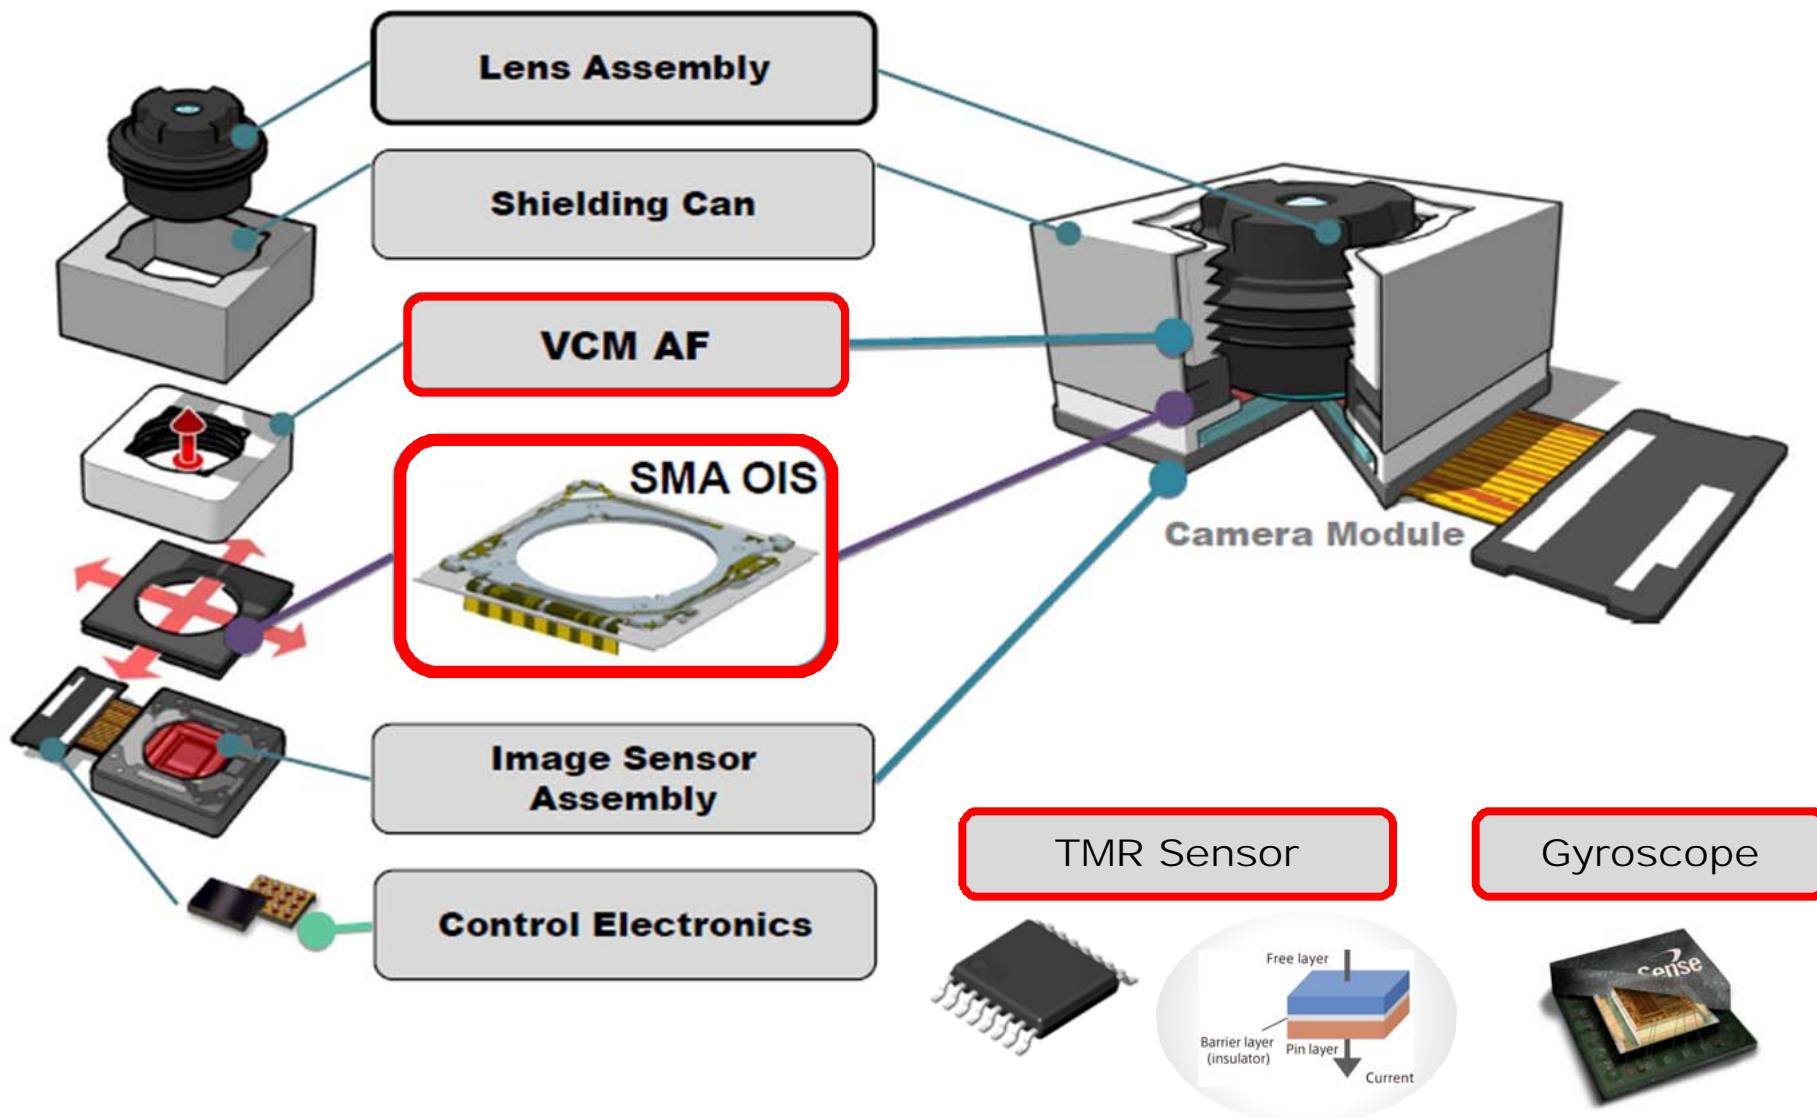 Lens Assembly
Shielding Can
VCM AF
SMA OIS
Camera Module
Image Sensor
Assembly
Control Electronics
TMR Sensor
Gyroscope
Free layer
Barrier layer
(insulator)
Pin layer
Current
Sense